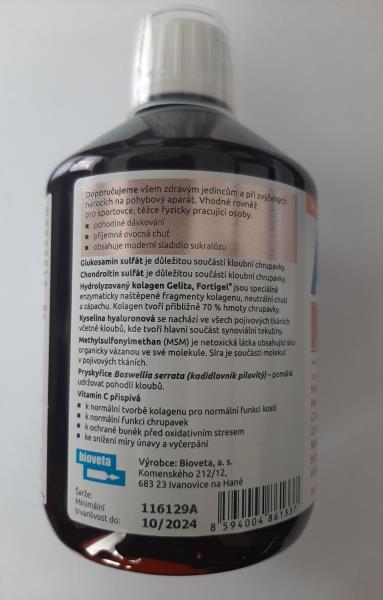 Doporučujeme všem zdravým jedincům a při zvýšených
nárocích na pohybový aparát. Vhodné rovněž
pro sportovce, těžce fyzicky pracující osoby.
▪ pohodlné dávkování
▪ příjemná ovocná chuť
▪ obsahuje moderní sladidlo sukralózu
Glukosamin sulfát je důležitou součástí kloubní chrupavky.
Chondroitin sulfát je důležitou součástí kloubní chrupavky.
Hydrolyzovaný kolagen Gelita, Fortigel® jsou speciálně
enzymaticky naštěpené fragmenty kolagenu, neutrální chuti
a zápachu. Kolagen tvoří přibližně 70 % hmoty chrupavky.
Kyselina hyaluronová se nachází ve všech pojivových tkáních
včetně kloubů, kde tvoří hlavní součást synoviální tekutiny.
Methylsulfonylmethan (MSM) je netoxická látka obsahující síru
organicky vázanou ve své molekule. Síra je součástí molekul
v pojivových tkáních.
Pryskyřice Boswellia serrata (kadidlovník pilovitý) – pomáhá
udržovat pohodlí kloubů.
Vitamin C přispívá
▪ k normální tvorbě kolagenu pro normální funkci kostí
▪ k normální funkci chrupavek
▪ k ochraně buněk před oxidativním stresem
▪ ke snížení míry únavy a vyčerpání
bioveta
Výrobce: Bioveta, a. s.
Komenského 212/12,
683 23 Ivanovice na Hané
Šarže:
Minimální
trvanlivost do:
116129A
10/2024
8 594004 861537